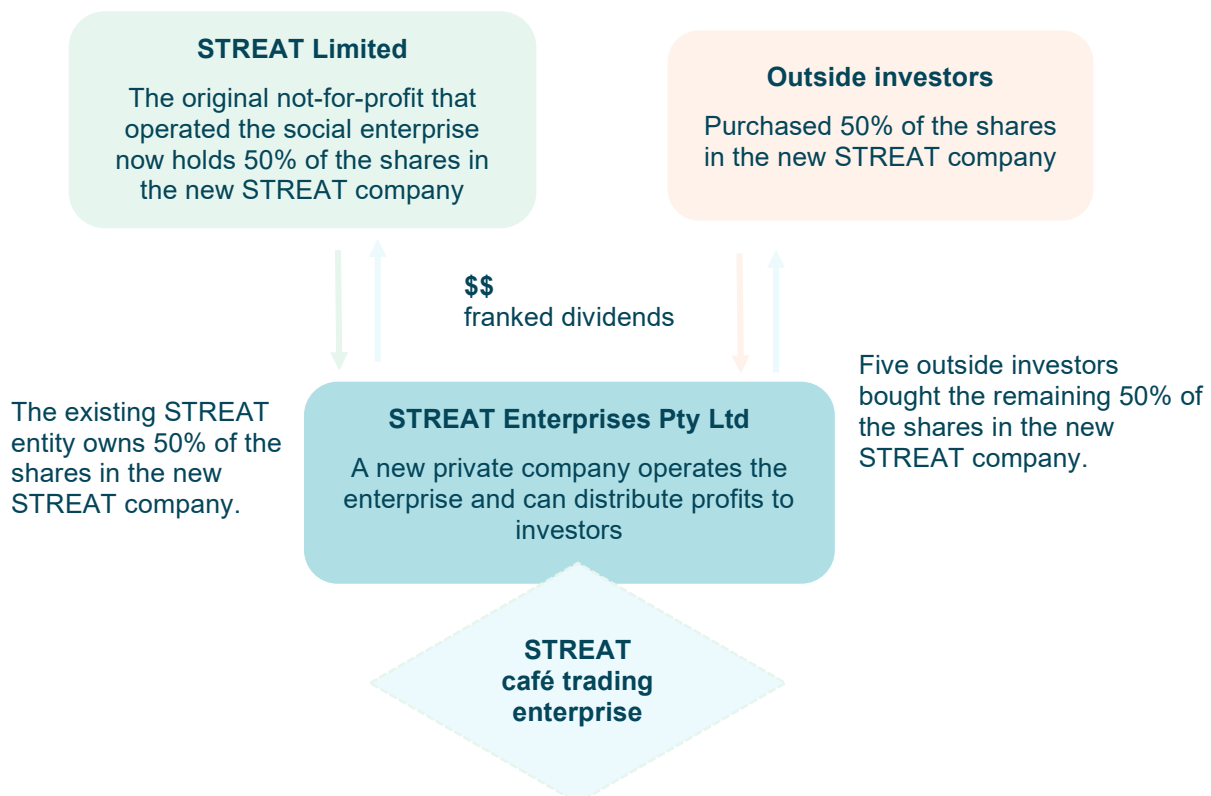 STREAT Limited
The original not-for-profit that
operated the social enterprise
now holds 50% of the shares in
the new STREAT company
Outside investors
Purchased 50% of the shares
in the new STREAT company
$$
franked dividends
The existing STREAT
entity owns 50% of the
shares in the new
STREAT company.
STREAT Enterprises Pty Ltd
A new private company operates the
enterprise and can distribute profits to
investors
Five outside investors
bought the remaining 50% of
the shares in the new
STREAT company.
STREAT
café trading
enterprise